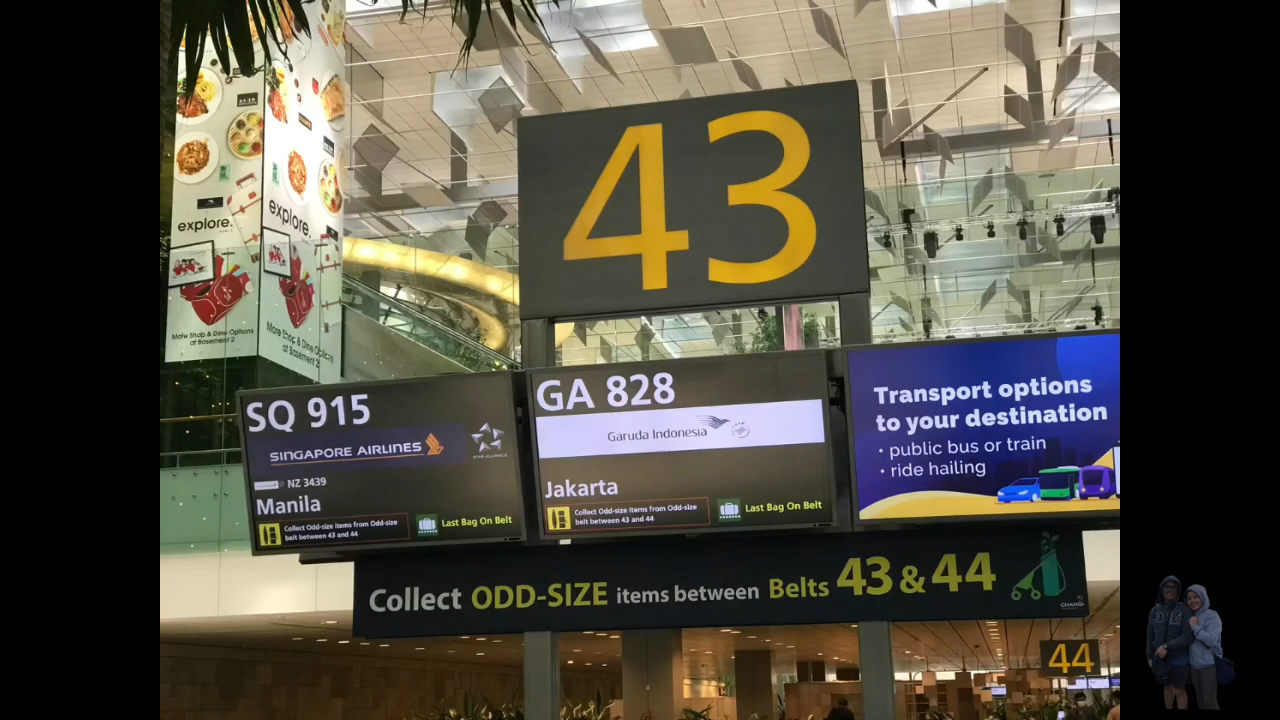 explore.
explore.
More Shop & Dine Options
at Basement 2
More Shop & Dine Options
at Basement 2
43
SQ 915
SINGAPORE AIRLINES
STAR ALLIANCE
NZ 3439
Manila
Collect Odd-size items from Odd-size
belt between 43 and 44
Last Bag On Belt
GA 828
Garuda Indonesia
Jakarta
Collect Odd-size items from Odd-size
belt between 43 and 44
Last Bag On Belt
Transport options
to your destination
• public bus or train
• ride hailing
Collect ODD-SIZE items between Belts 43 & 44
CHANGI
44